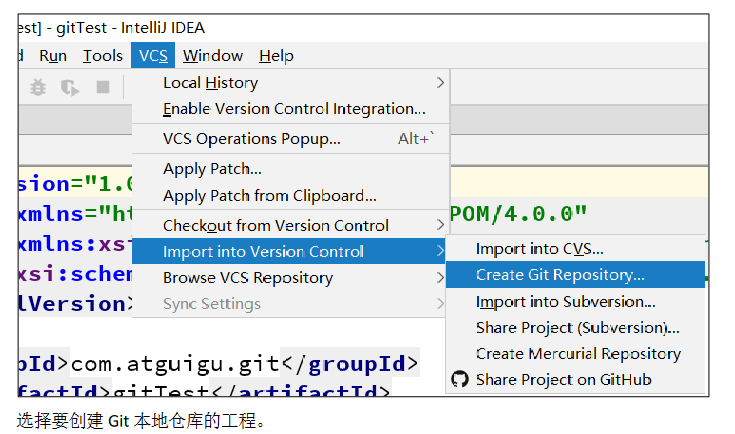 est] - gitTest - IntelliJ IDEA
d Run Tools VCS Window Help
Local History
Enable Version Control Integration...
VCS Operations Popup... Alt+`
Apply Patch...
Apply Patch from Clipboard...
Checkout from Version Control
Import into Version Control
Browse VCS Repository
Sync Settings
Import into CVS...
Create Git Repository...
Import into Subversion...
Share Project (Subversion)...
Create Mercurial Repository
Share Project on GitHub
sion="1.0
xmlns="ht
POM/4.0.0"
xmlns:xsi
xsi:schem
lVersion>
pId>com.atguigu.git</groupId>
factId>gitTest</artifactId>
选择要创建 Git 本地仓库的工程。